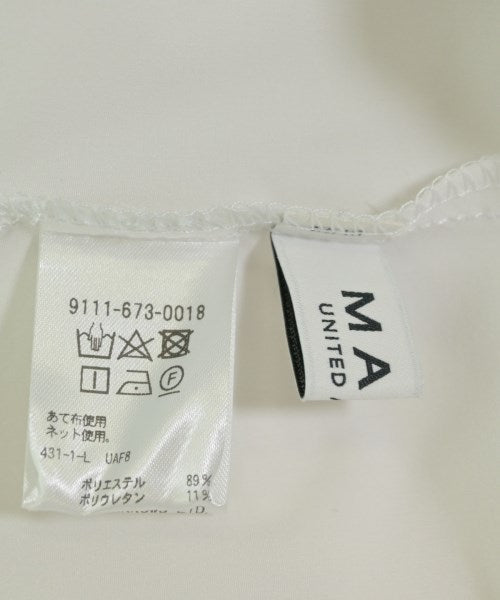 9111-673-0018
あて布使用
ネット使用。
431-1-L UAF8
ポリエステル 89%
ポリウレタン 11%
MA
UNITED